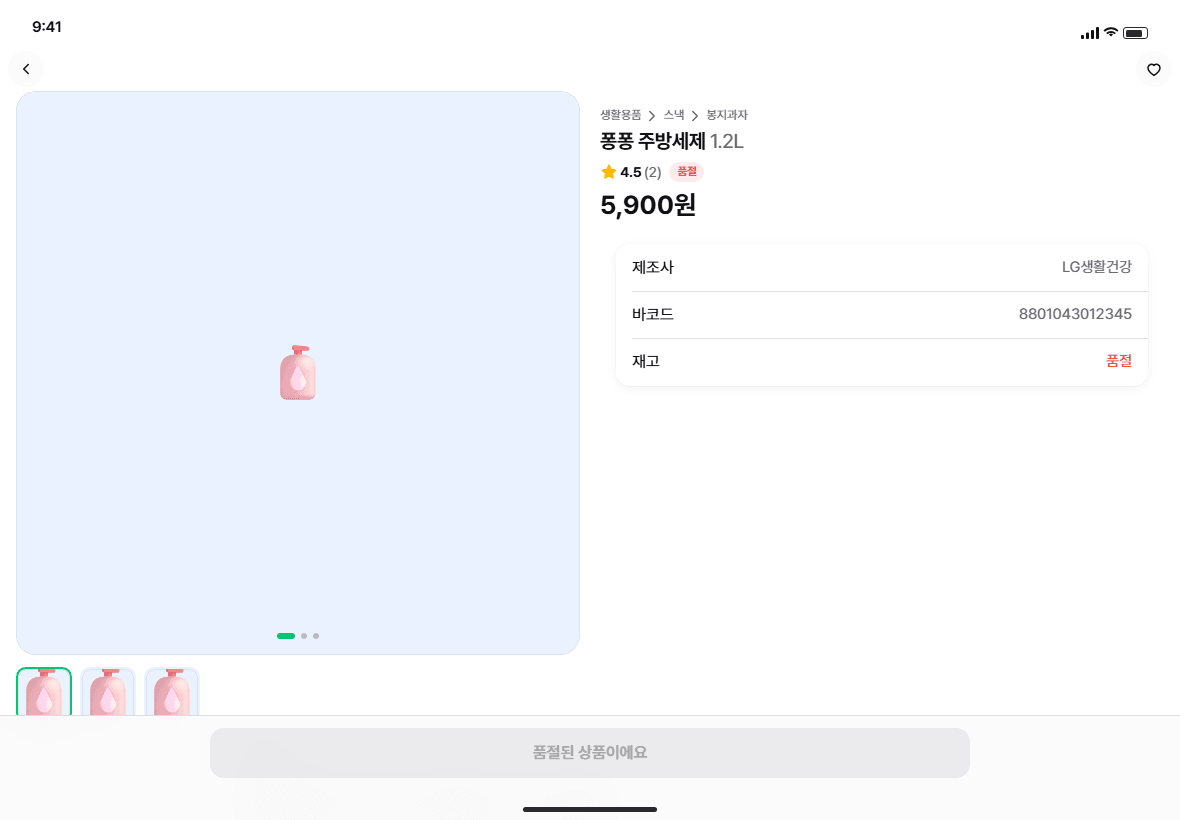 9:41
생활용품 > 스낵 > 봉지과자
퐁퐁 주방세제 1.2L
4.5 (2) 품절
5,900원
제조사 LG생활건강
바코드 8801043012345
재고 품절
품절된 상품이에요